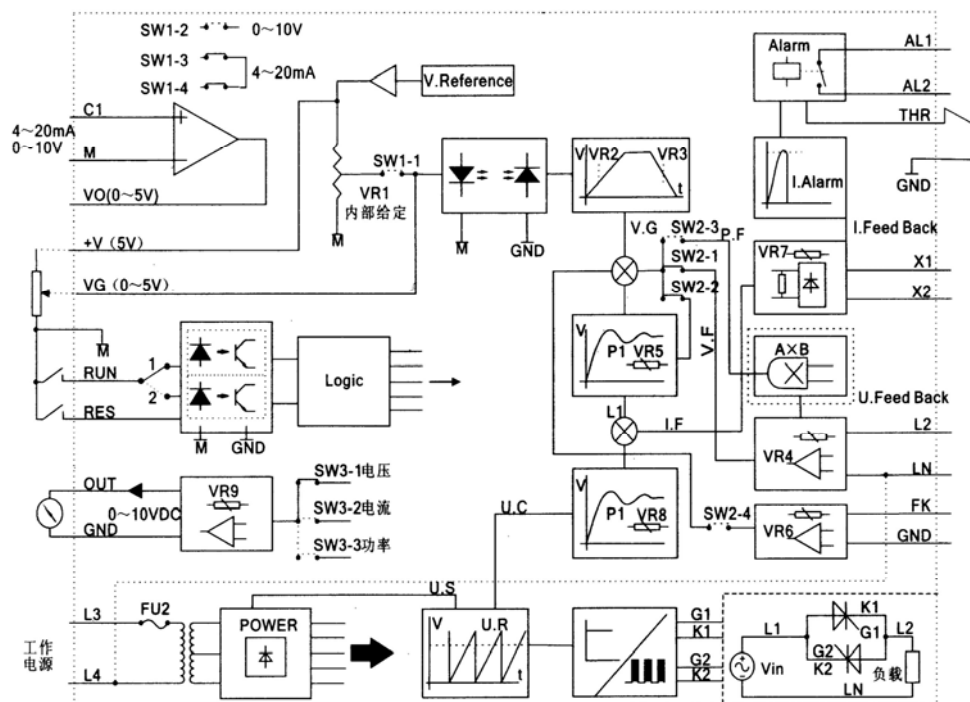 SW1-2 0～10V
SW1-3
SW1-4
4～20mA
V.Reference
Alarm
AL1
AL2
THR
GND
C1
4～20mA
0～10V
M
VO(0～5V)
SW1-1
VR1
内部给定
M
M
GND
V VR2 VR3
t
I.Alarm
I.Feed Back
+V（5V）
VG（0～5V）
V.G
SW2-3
P.F
SW2-1
SW2-2
V.F
VR7
X1
X2
M
RUN
1
2
RES
M GND
Logic
V
P1
VR5
L1
I.F
A×B
U.Feed Back
L2
VR4
LN
OUT
0～10VDC
GND
VR9
SW3-1电压
SW3-2电流
SW3-3功率
U.C
V
P1
VR8
SW2-4
VR6
FK
GND
L3
FU2
工作
电源
L4
POWER
U.S
V U.R
t
G1
K1
G2
K2
L1
Vin
K1
G1
G2
K2
L2
负载
LN